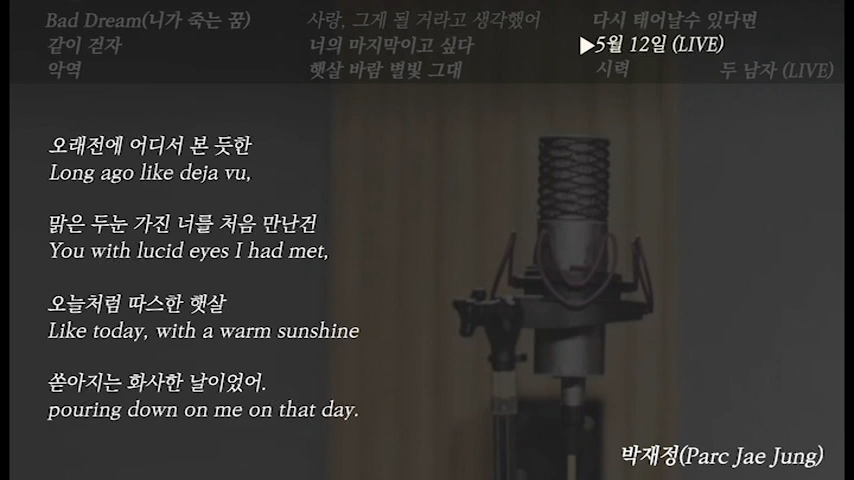 Bad Dream(니가 죽는 꿈)
사랑, 그게 될 거라고 생각했어
다시 태어날수 있다면
같이 걷자
너의 마지막이고 싶다
▶5월 12일 (LIVE)
악역
햇살 바람 별빛 그대
시력
두 남자 (LIVE)
오래전에 어디서 본 듯한
Long ago like deja vu,
맑은 두눈 가진 너를 처음 만난건
You with lucid eyes I had met,
오늘처럼 따스한 햇살
Like today, with a warm sunshine
쏟아지는 화사한 날이었어.
pouring down on me on that day.
박재정(Parc Jae Jung)